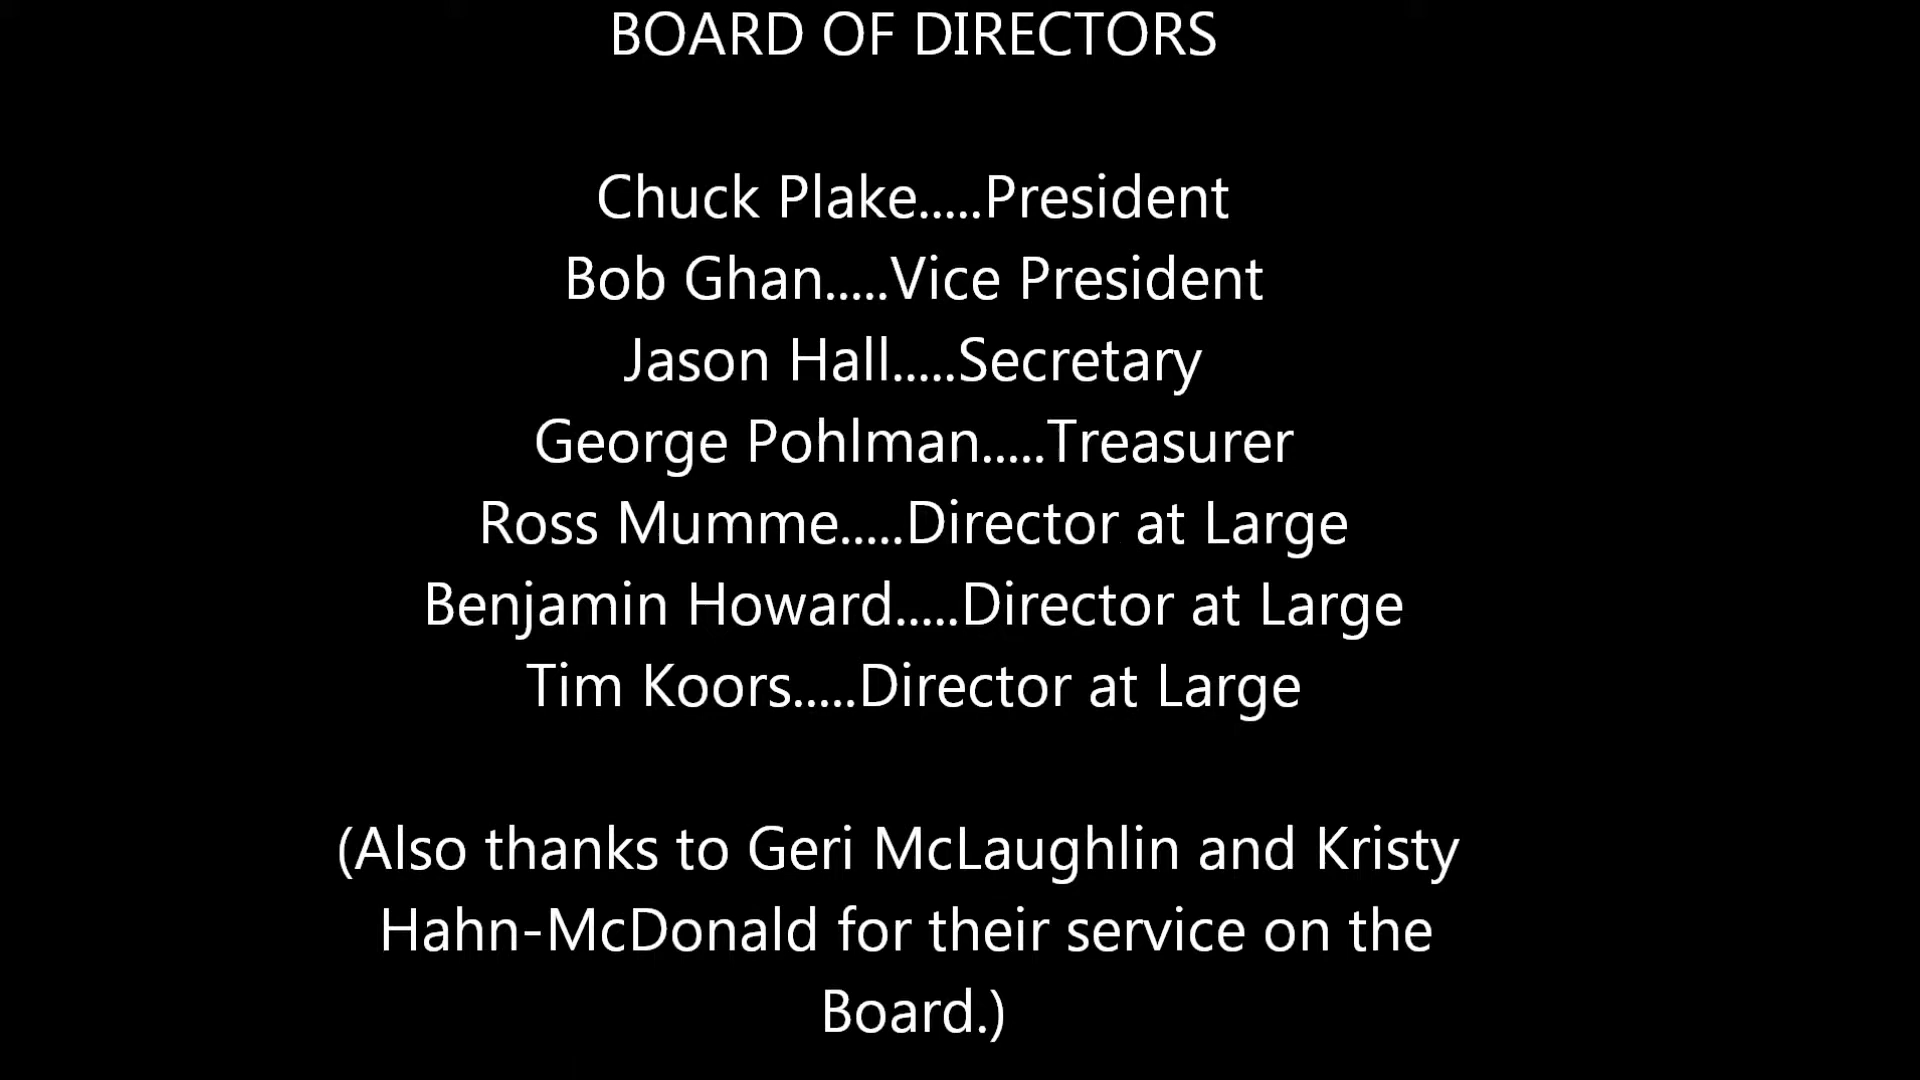 BOARD OF DIRECTORS
Chuck Plake.....President
Bob Ghan.....Vice President
Jason Hall.....Secretary
George Pohlman.....Treasurer
Ross Mumme.....Director at Large
Benjamin Howard.....Director at Large
Tim Koors.....Director at Large
(Also thanks to Geri McLaughlin and Kristy
Hahn-McDonald for their service on the
Board.)